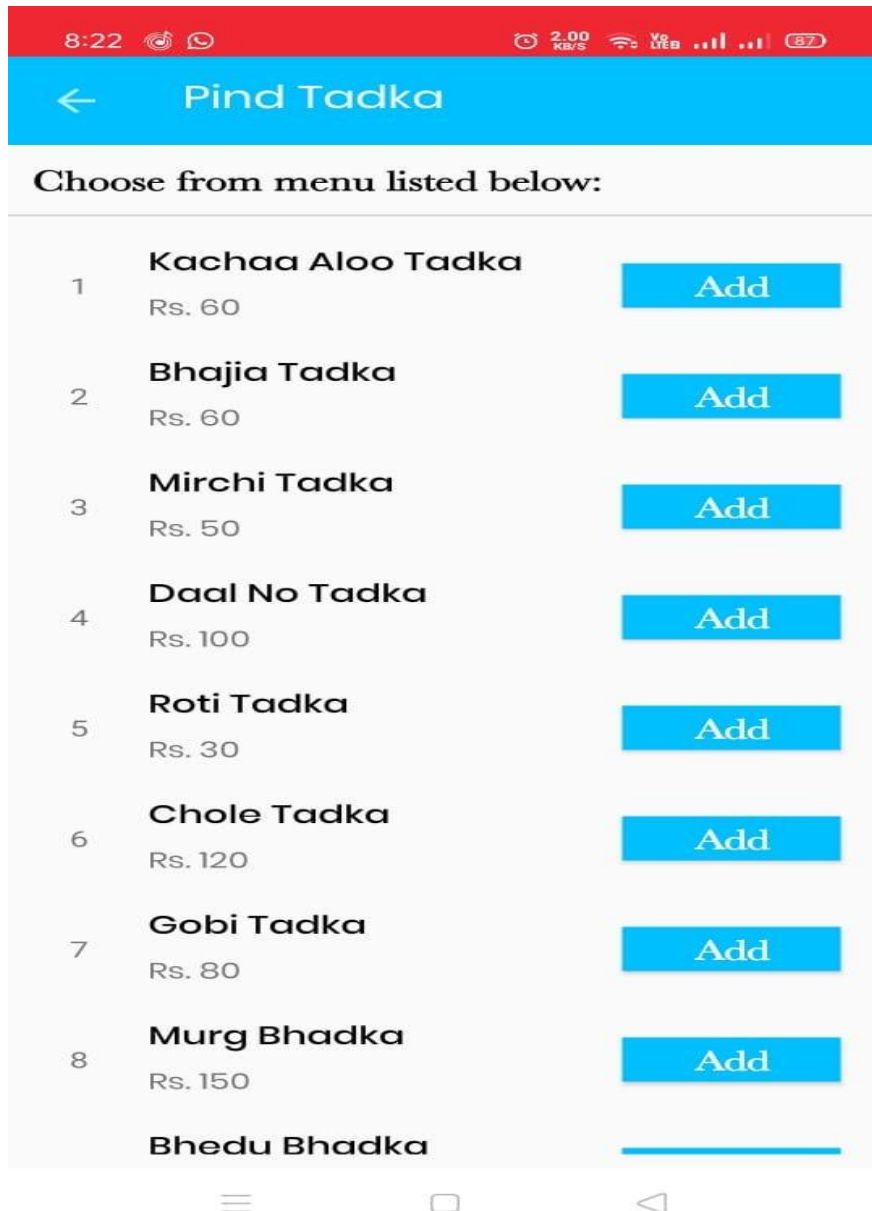 8:22 2.00 KB/S Vo LTE 87
Pind Tadka
Choose from menu listed below:
1 Kachaa Aloo Tadka Add
Rs. 60
2 Bhajia Tadka Add
Rs. 60
3 Mirchi Tadka Add
Rs. 50
4 Daal No Tadka Add
Rs. 100
5 Roti Tadka Add
Rs. 30
6 Chole Tadka Add
Rs. 120
7 Gobi Tadka Add
Rs. 80
8 Murg Bhadka Add
Rs. 150
Bhedu Bhadka